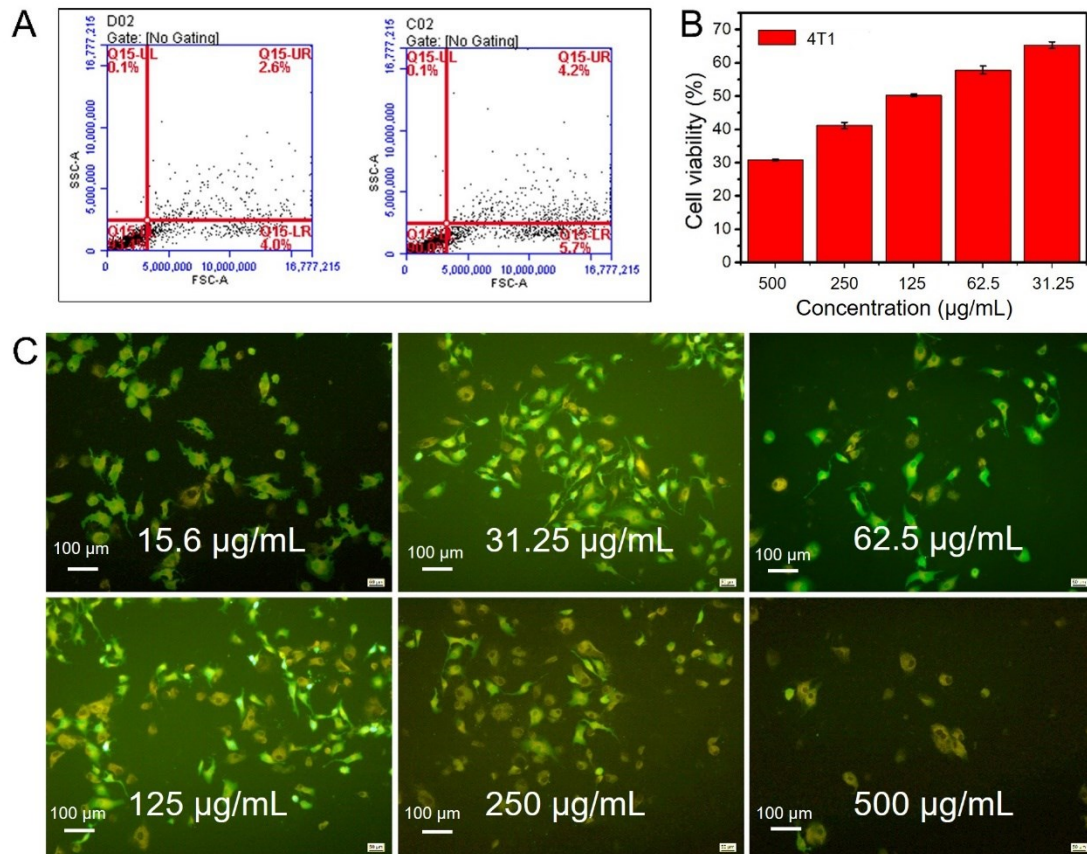 A
D02
Gate: [No Gating]
Q15-UL
0.1%
Q15-UR
2.6%
16,777,215
10,000,000
5,000,000
0
SSC-A
Q15-LR
4.0%
0 5,000,000 16,777,215
FSC-A
C02
Gate: [No Gating]
Q15-UL
0.1%
Q15-UR
4.2%
16,777,215
10,000,000
5,000,000
0
SSC-A
Q15-LR
5.7%
0 5,000,000 10,000,000 16,777,215
FSC-A
B
4T1
70
60
50
40
30
20
10
0
Cell viability (%)
500 250 125 62.5 31.25
Concentration (µg/mL)
C
15.6 µg/mL
100 µm
31.25 µg/mL
100 µm
62.5 µg/mL
100 µm
125 µg/mL
100 µm
250 µg/mL
100 µm
500 µg/mL
100 µm